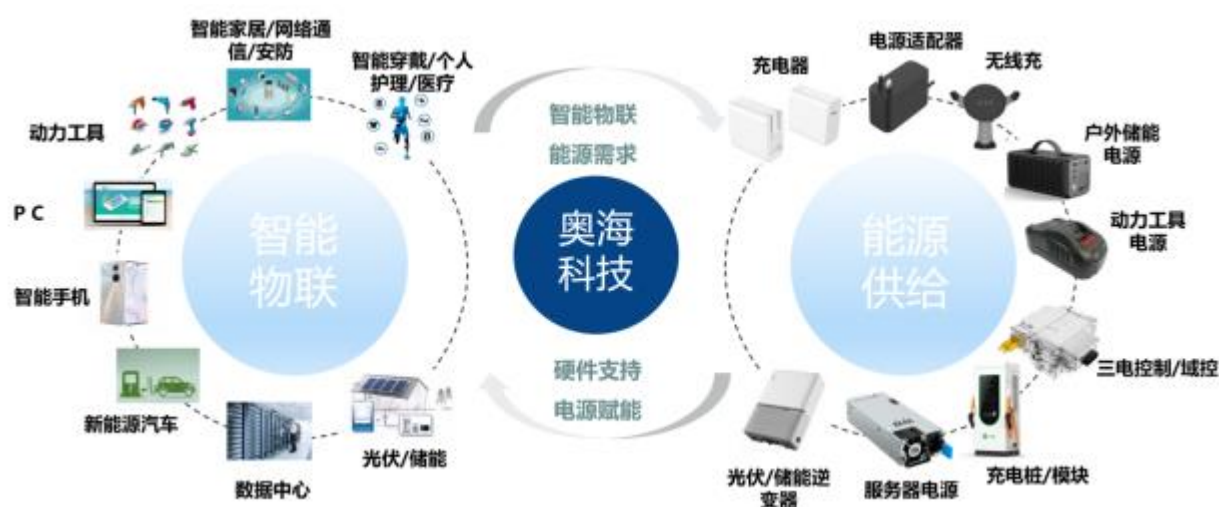 智能家居/网络通
信/安防
智能穿戴/个人
护理/医疗
动力工具
PC
智能手机
新能源汽车
数据中心
光伏/储能
智能
物联
智能物联
能源需求
奥海
科技
硬件支持
电源赋能
能源
供给
充电器
电源适配器
无线充
户外储能
电源
动力工具
电源
三电控制/域控
充电桩/模块
服务器电源
光伏/储能逆
变器